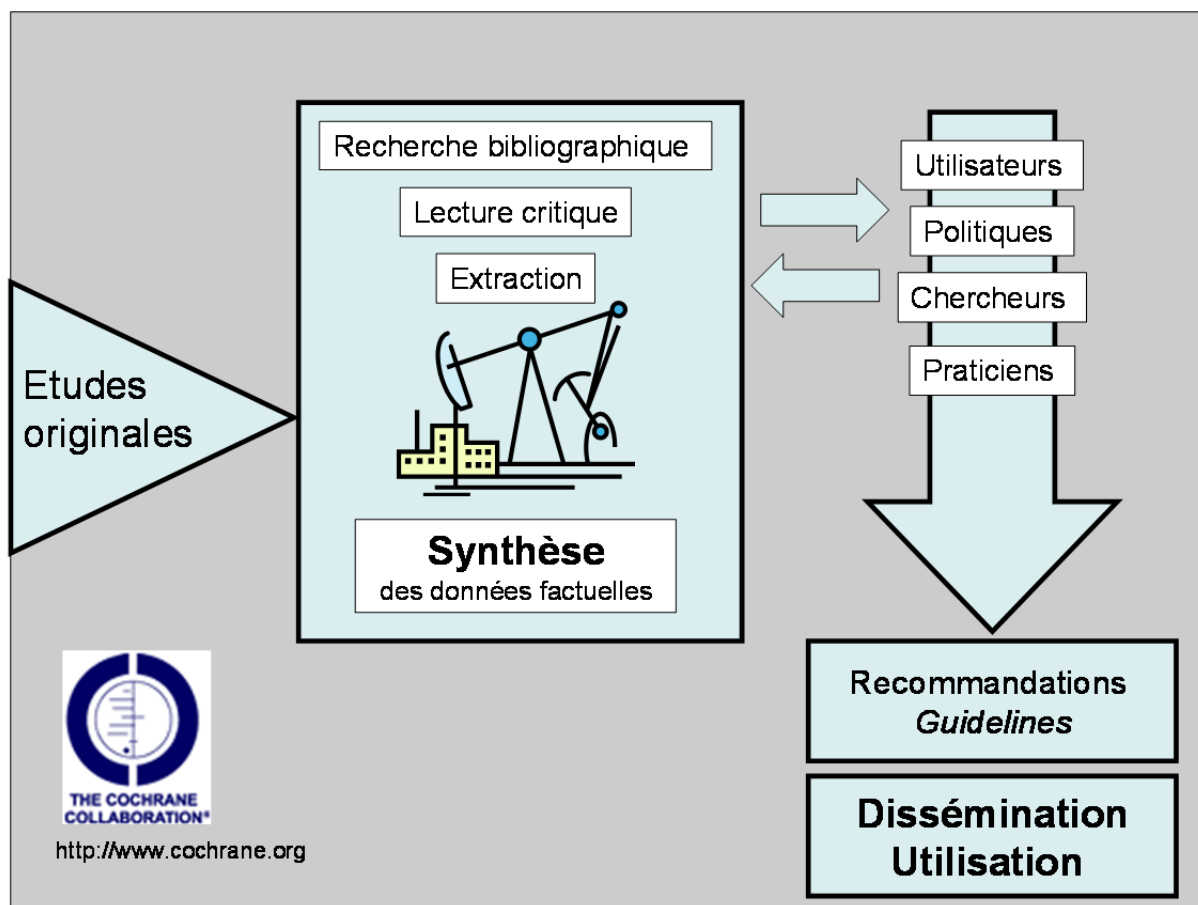 Recherche bibliographique
Lecture critique
Extraction
Etudes
originales
Synthèse
des données factuelles
Utilisateurs
Politiques
Chercheurs
Praticiens
Recommandations
Guidelines
Dissémination
Utilisation
THE COCHRANE
COLLABORATION®
http://www.cochrane.org